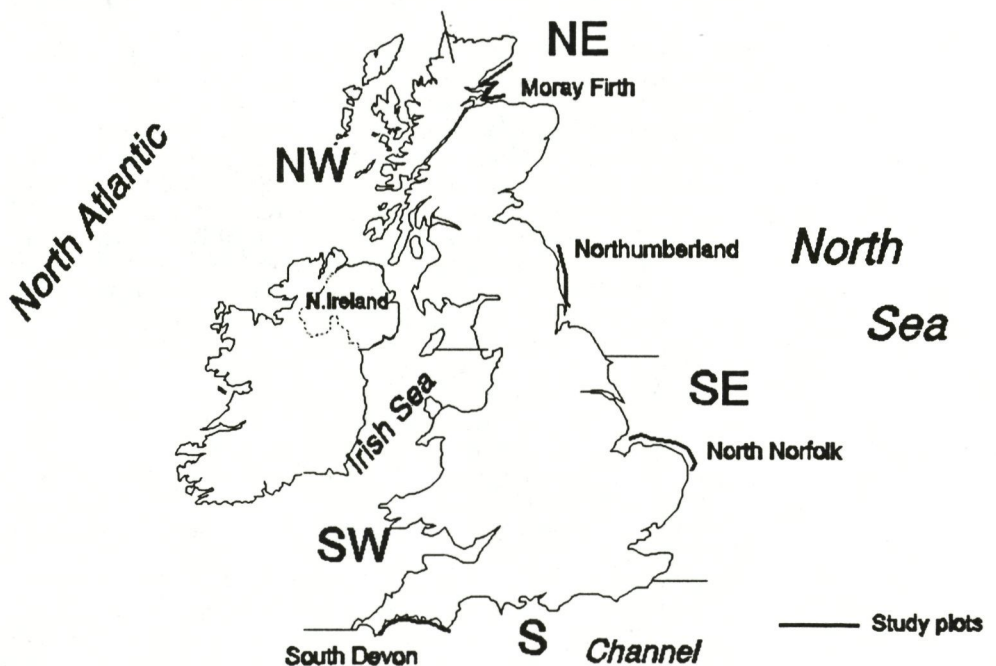 NE
Moray Firth
NW
North Atlantic
Northumberland
North
Sea
N.Ireland
SE
Irish Sea
North Norfolk
SW
S
Study plots
South Devon
Channel